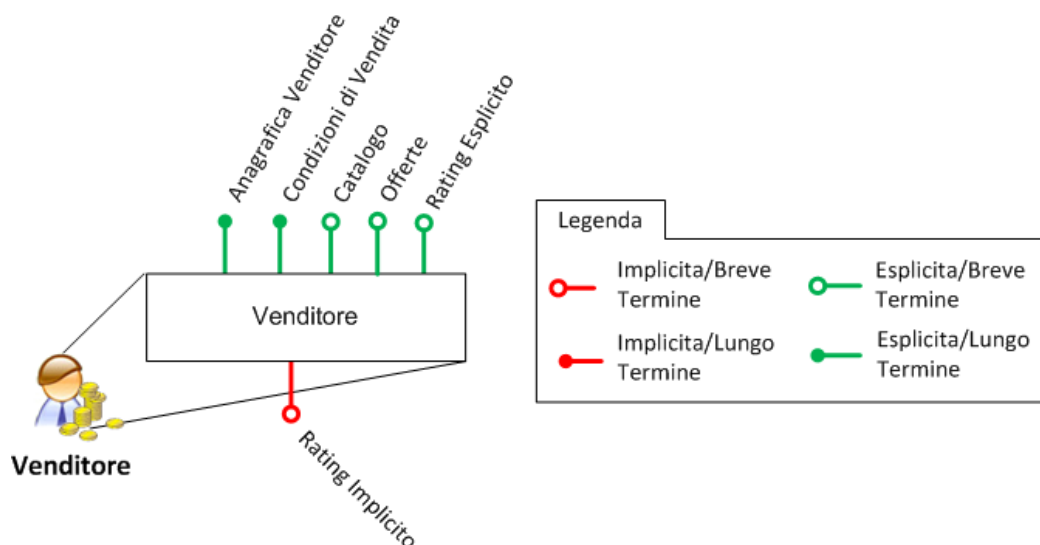 Anagrafica Venditore
Condizioni di Vendita
Catalogo
Offerte
Rating Esplicito
Venditore
Rating Implicito
Venditore
Legenda
Implicita/Breve
Termine
Esplicita/Breve
Termine
Implicita/Lungo
Termine
Esplicita/Lungo
Termine